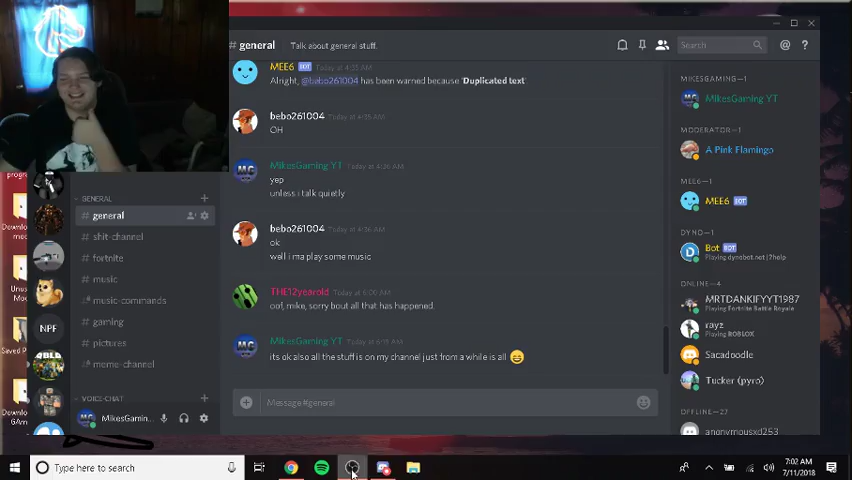 # general Talk about general stuff.
Search
MEE6 BOT Today at 4:35 AM
Alright, @bebo261004 has been warned because 'Duplicated text'
bebo261004 Today at 4:35 AM
OH
MikesGaming YT Today at 4:36 AM
yep
unless i talk quietly
bebo261004 Today at 4:36 AM
ok
well i ma play some music
THE12yearold Today at 6:00 AM
oof, mike, sorry bout all that has happened.
MikesGaming YT
its ok also all the stuff is on my channel just from a while is all
Message #general
GENERAL
# general
# shit-channel
# fortnite
# music
# music-commands
# gaming
# pictures
# meme-channel
VOICE-CHAT
MikesGamin...
NPF
MIKESGAMING—1
MikesGaming YT
MODERATOR—1
A Pink Flamingo
MEE6—1
MEE6 BOT
DYNO—1
Bot BOT
Playing dynobot.net | ?help
ONLINE—4
MRTDANKIFYYT1987
Playing Fortnite Battle Royale
rayz
Playing ROBLOX
Sacadoodle
Tucker (pyro)
OFFLINE—27
anonymousxd253
Type here to search
7:02 AM
7/11/2018